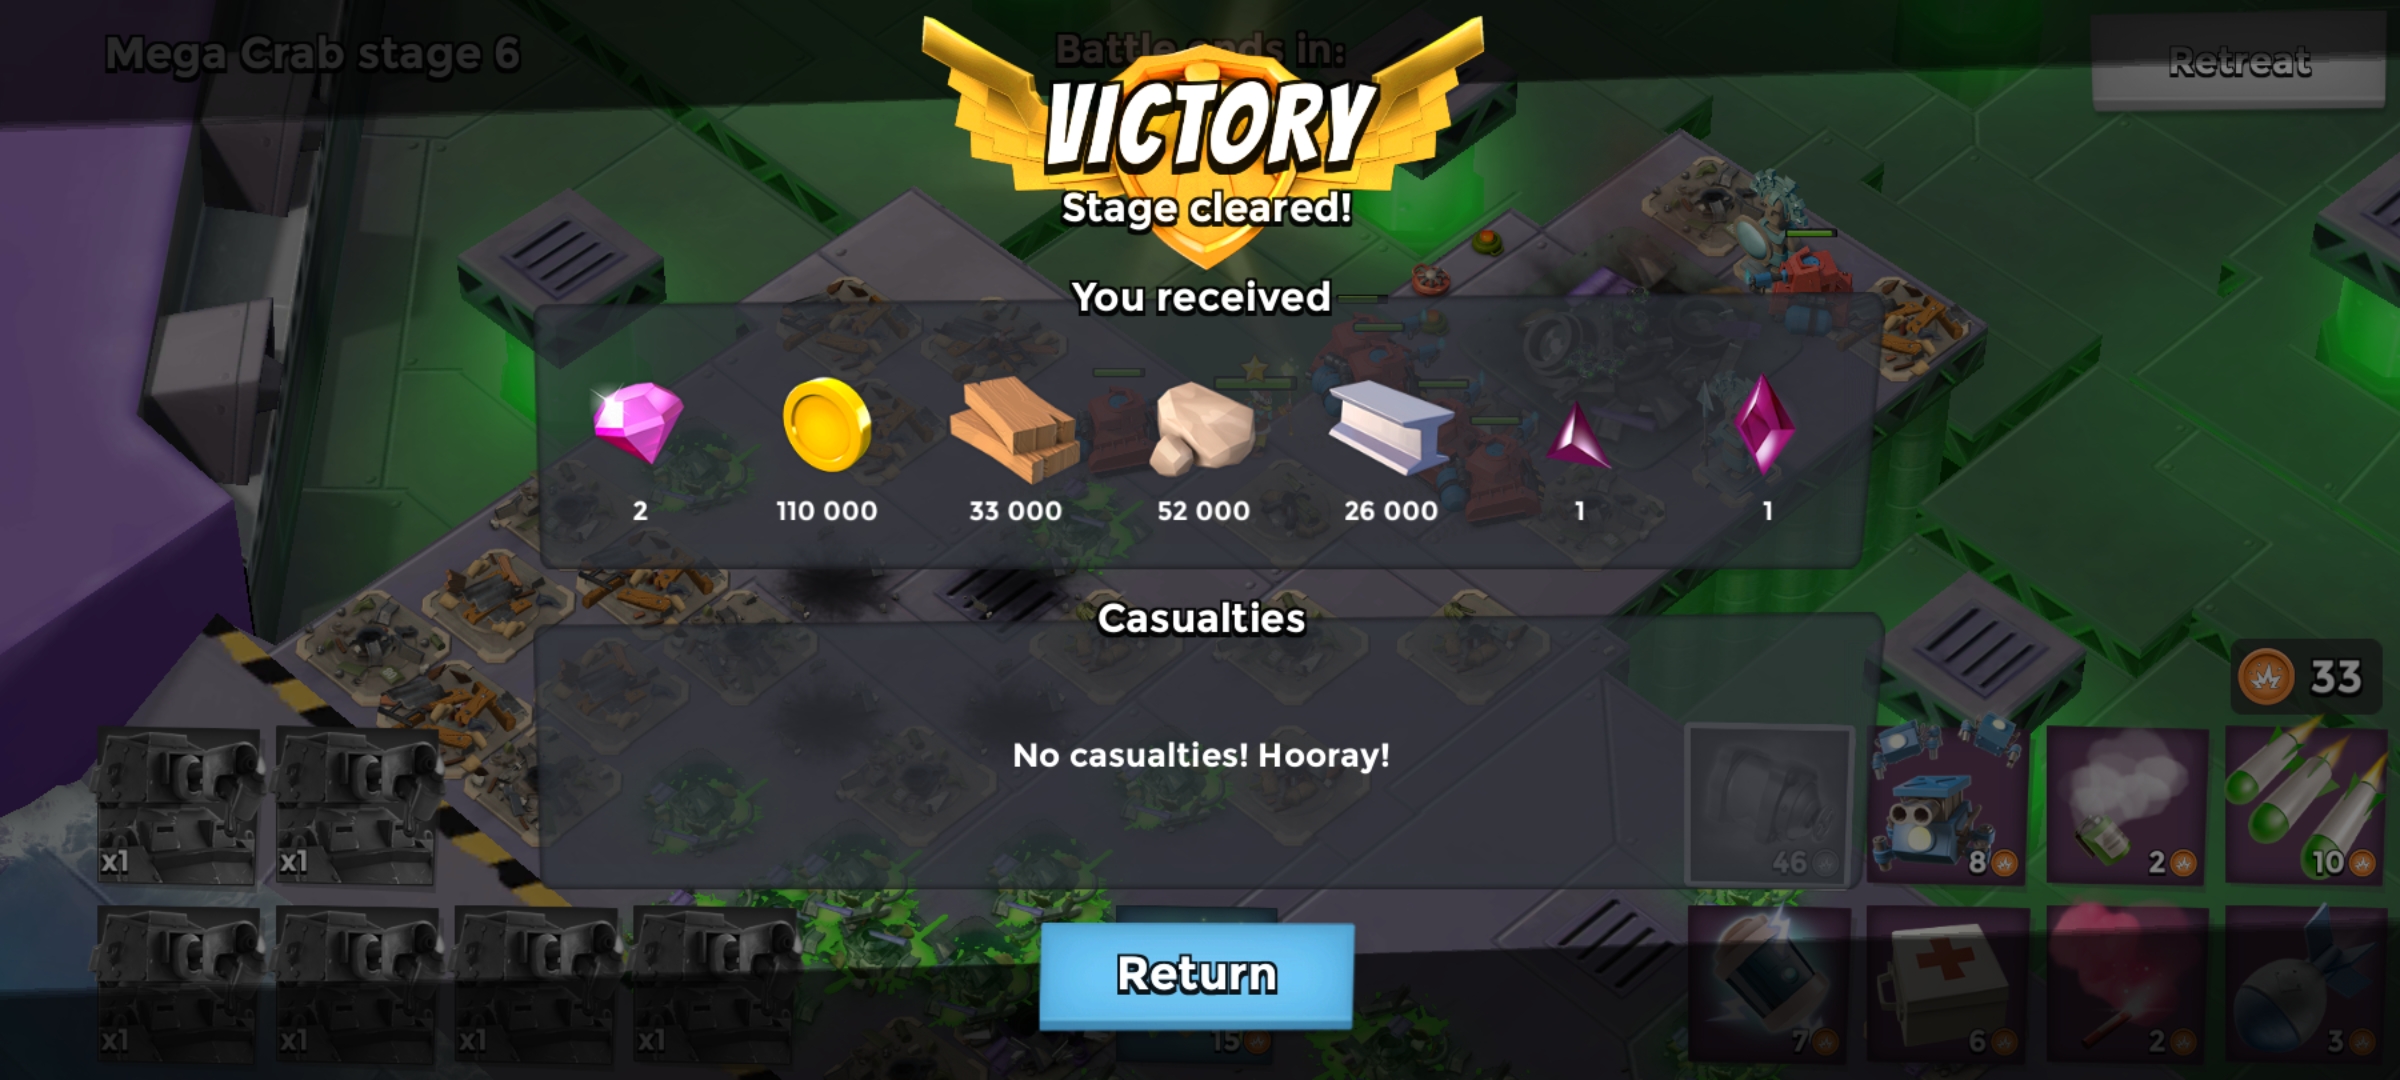 Mega Crab stage 6
Battle ends in:
Retreat
VICTORY
Stage cleared!
You received
2
110 000
33 000
52 000
26 000
1
1
Casualties
No casualties! Hooray!
33
x1
x1
46
8
2
10
Return
x1
x1
x1
x1
15
7
6
2
3